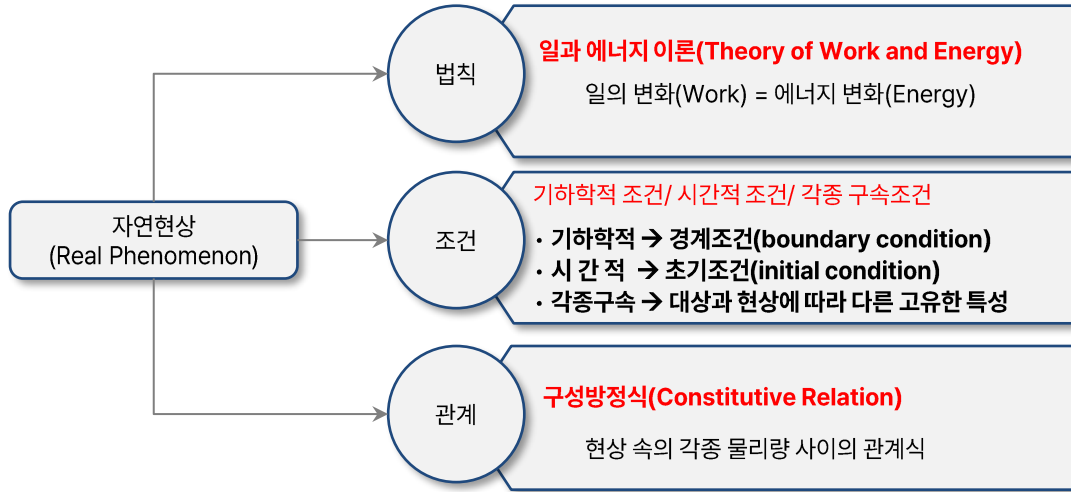 자연현상
(Real Phenomenon)
법칙
일과 에너지 이론(Theory of Work and Energy)
일의 변화(Work) = 에너지 변화(Energy)
조건
기하학적 조건/ 시간적 조건/ 각종 구속조건
• 기하학적 → 경계조건(boundary condition)
• 시 간 적 → 초기조건(initial condition)
• 각종구속 → 대상과 현상에 따라 다른 고유한 특성
관계
구성방정식(Constitutive Relation)
현상 속의 각종 물리량 사이의 관계식